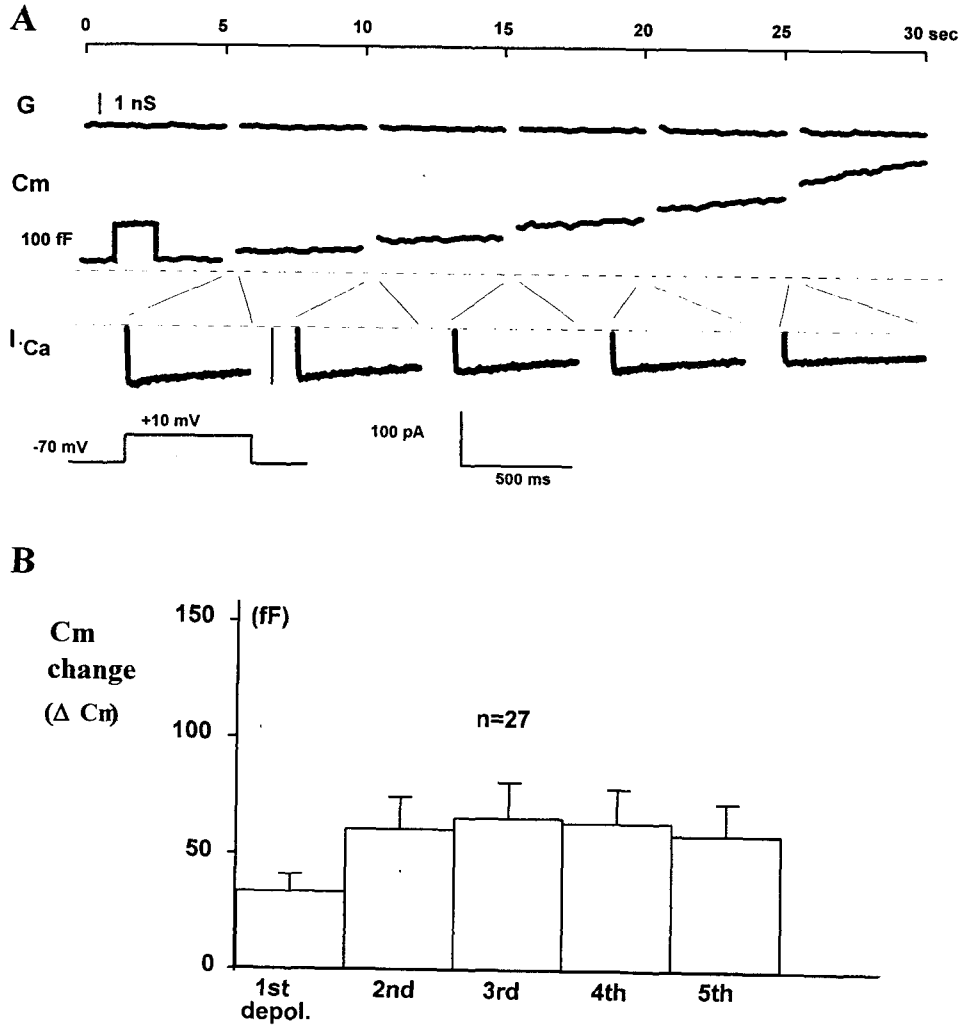 A
0 5 10 15 20 25 30 sec
G 1 nS
Cm
100 fF
I.Ca
+10 mV
-70 mV
100 pA
500 ms
B
150 (fF)
Cm
change
(Δ Cm)
100
n=27
50
0
1st 2nd 3rd 4th 5th
depol.